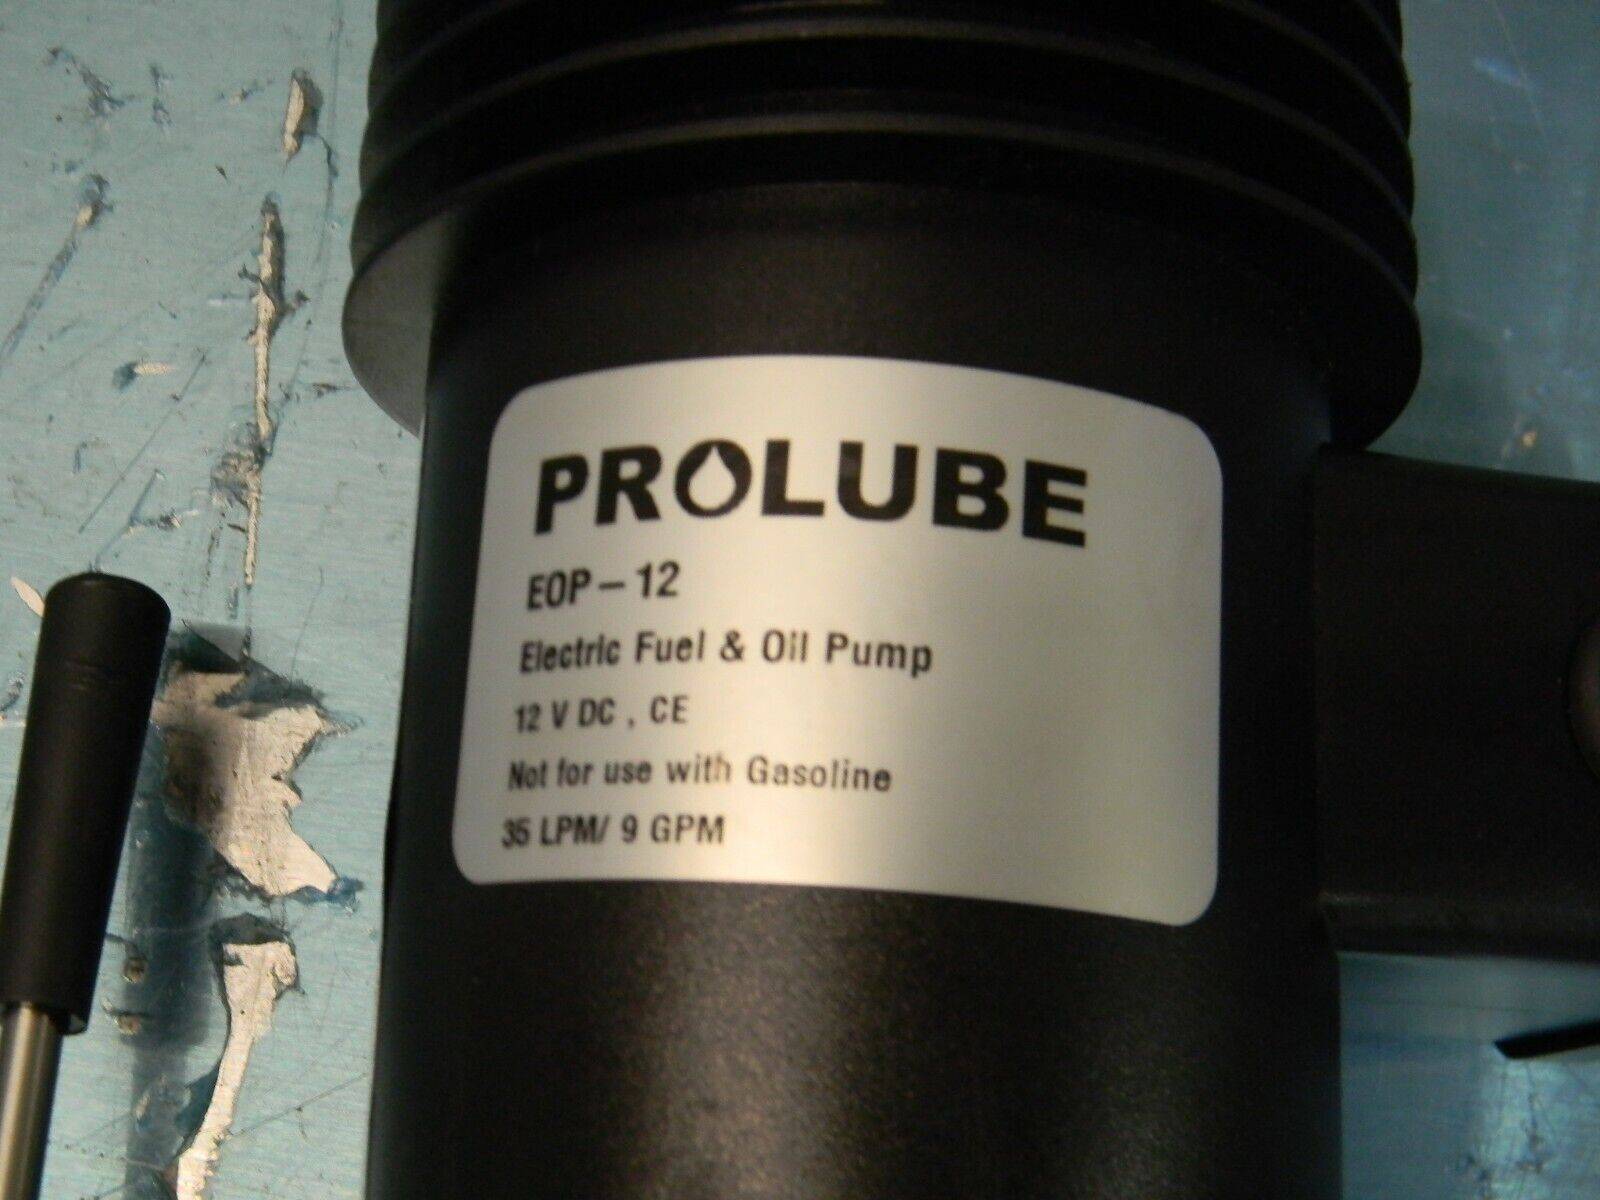 PROLUBE
EOP-12
Electric Fuel & Oil Pump
12 V DC , CE
Not for use with Gasoline
35 LPM/ 9 GPM